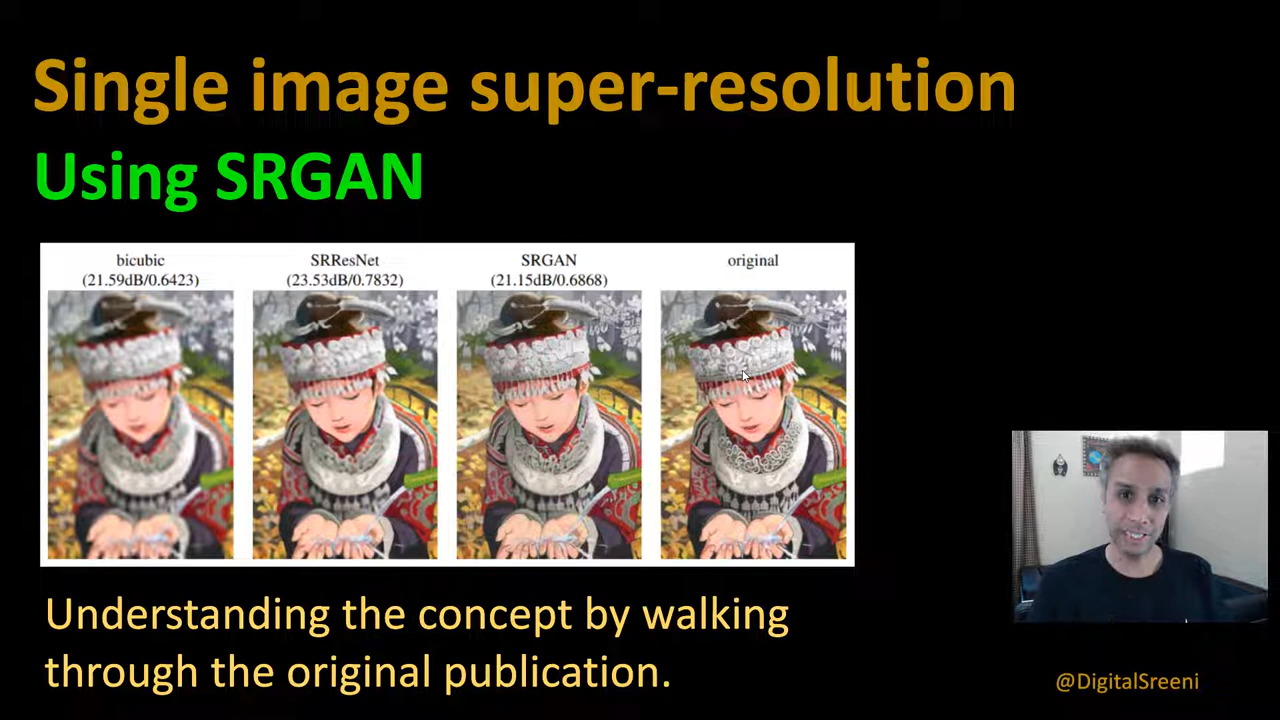 Single image super-resolution
Using SRGAN
bicubic
(21.59dB/0.6423)
SRResNet
(23.53dB/0.7832)
SRGAN
(21.15dB/0.6868)
original
Understanding the concept by walking
through the original publication.
@DigitalSreeni